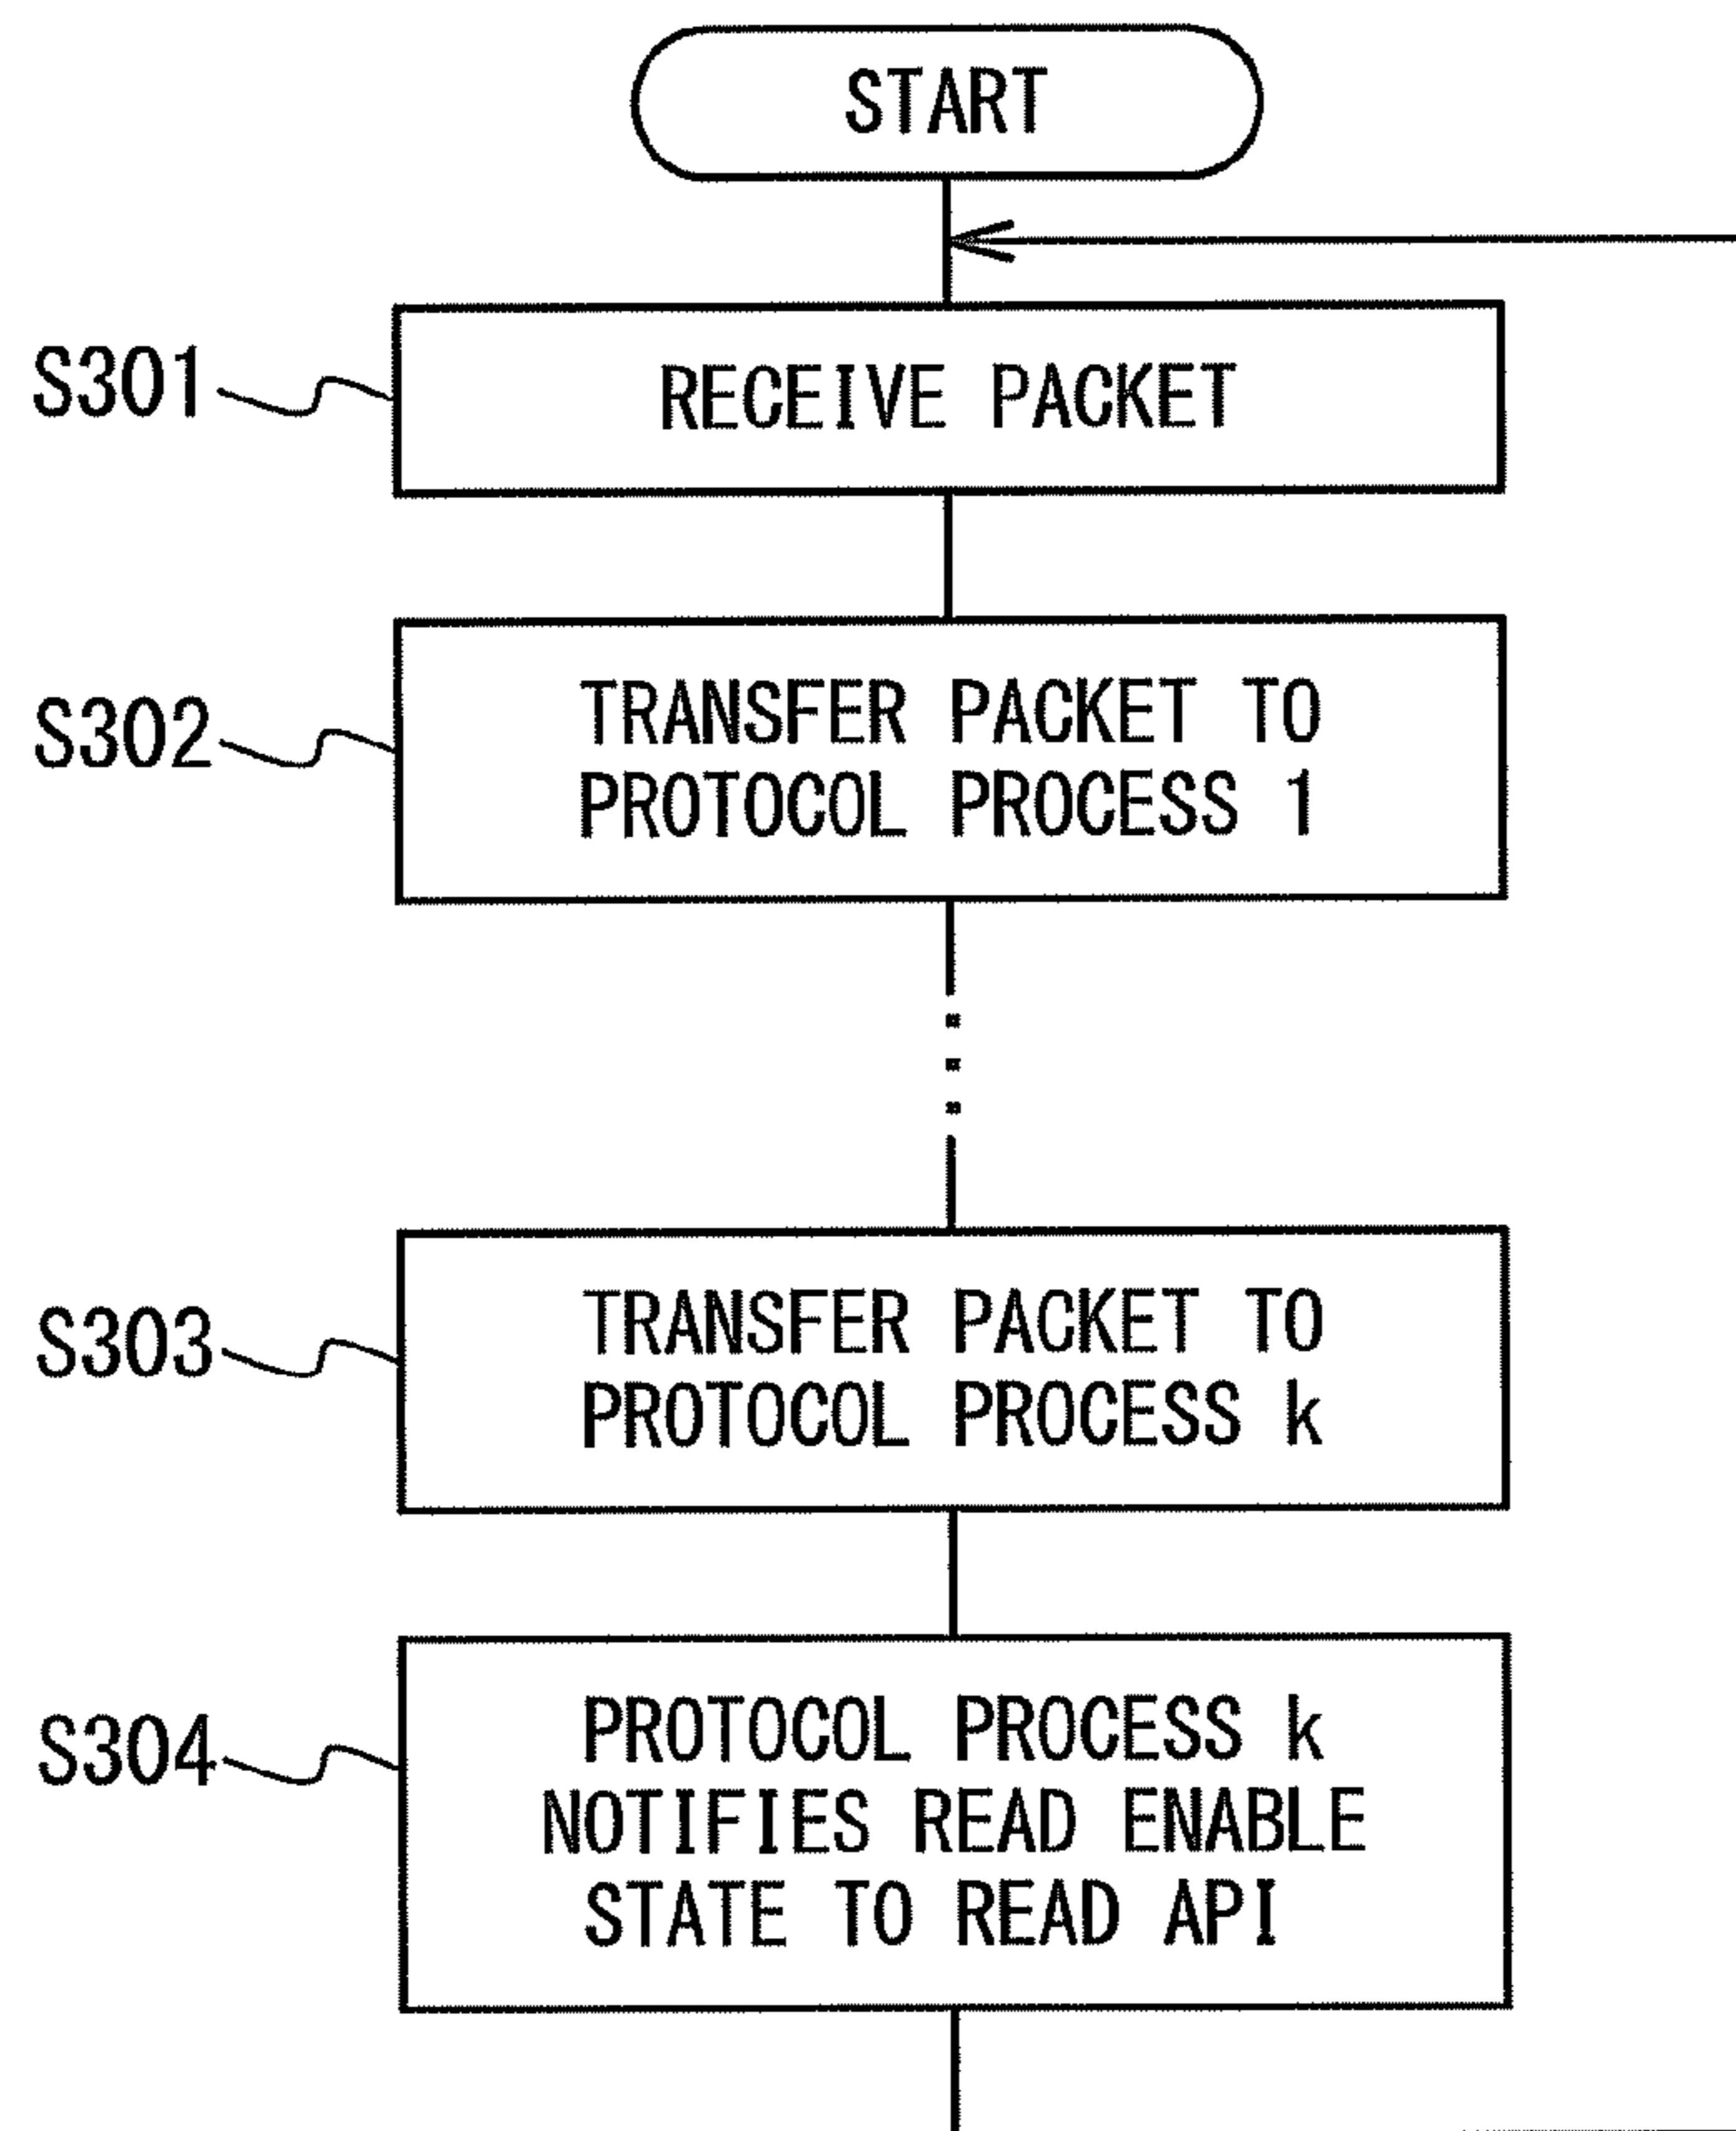 START
S301
RECEIVE PACKET
S302
TRANSFER PACKET TO
PROTOCOL PROCESS 1
S303
TRANSFER PACKET TO
PROTOCOL PROCESS k
S304
PROTOCOL PROCESS k
NOTIFIES READ ENABLE
STATE TO READ API